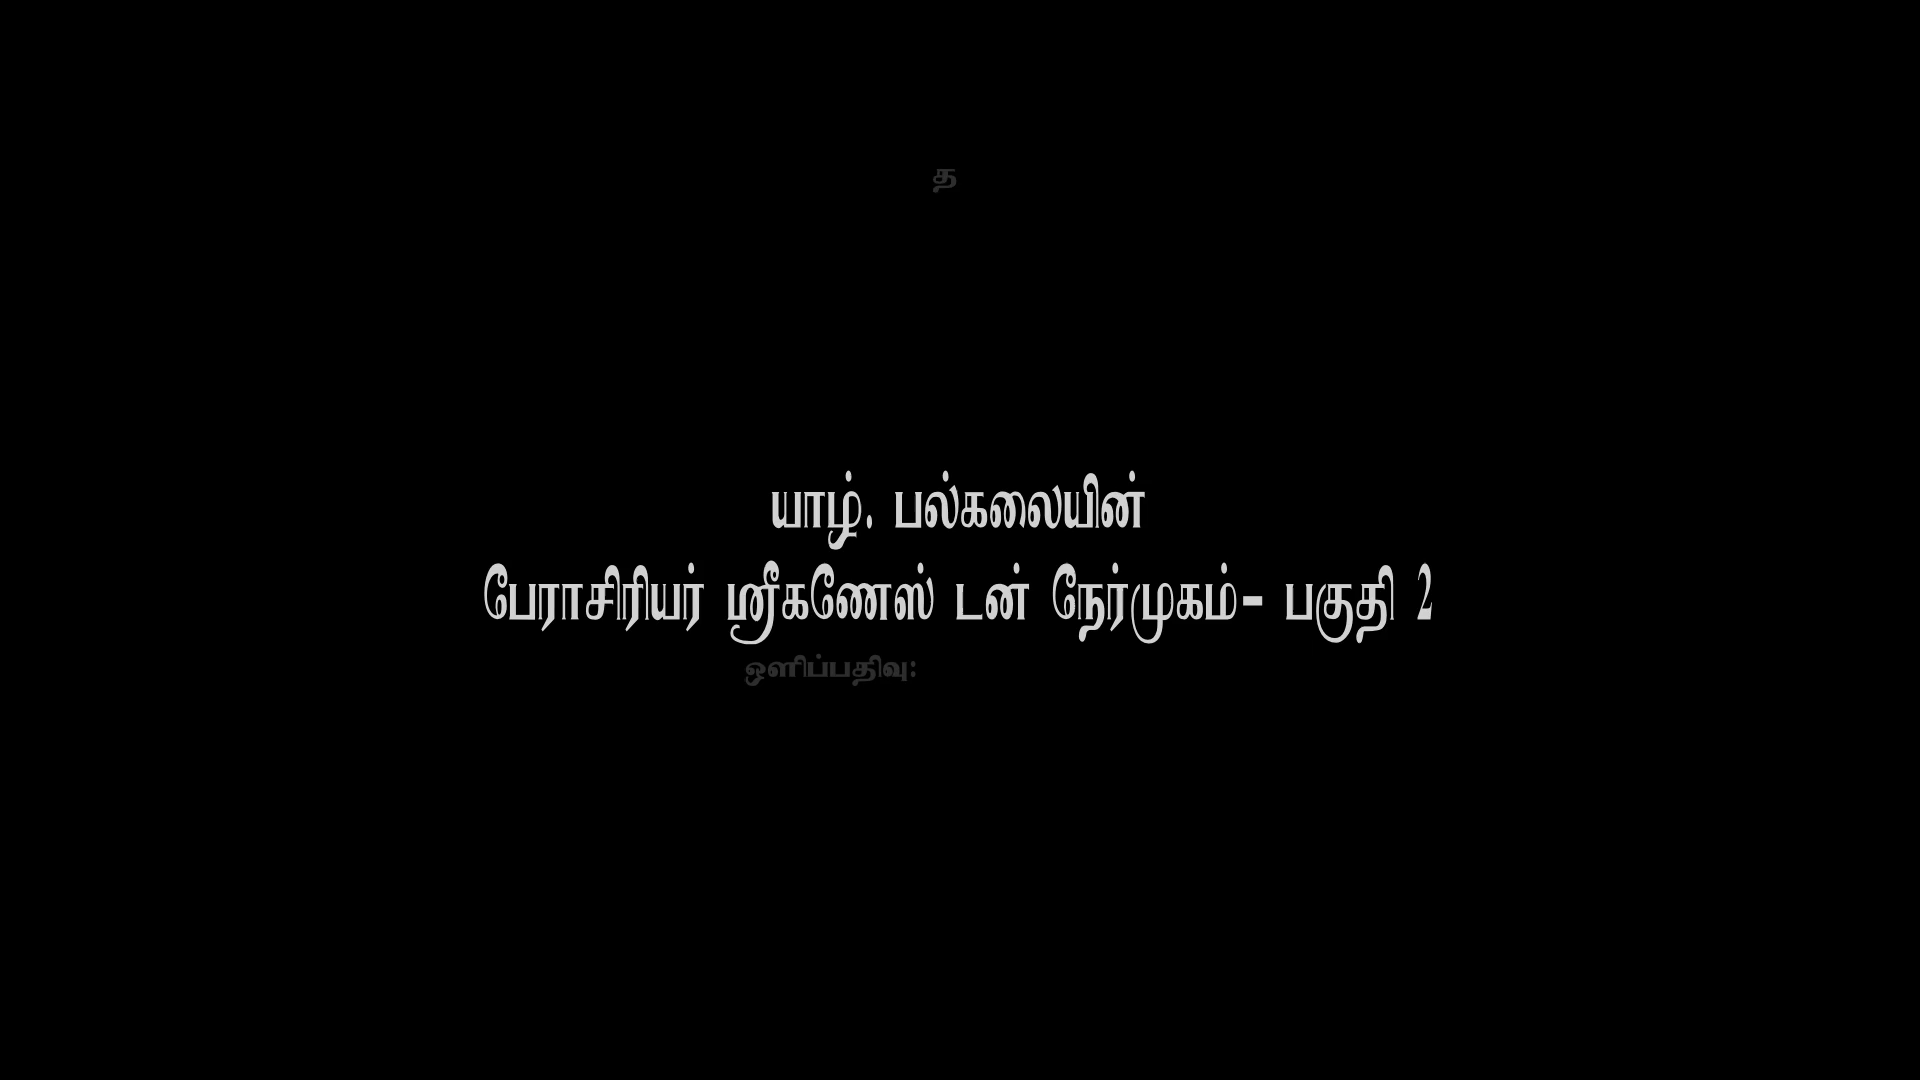 த
யாழ். பல்கலையின்
பேராசிரியர் ஸ்ரீகணேஸ் டன் நேர்முகம்- பகுதி 2
ஒளிப்பதிவு: